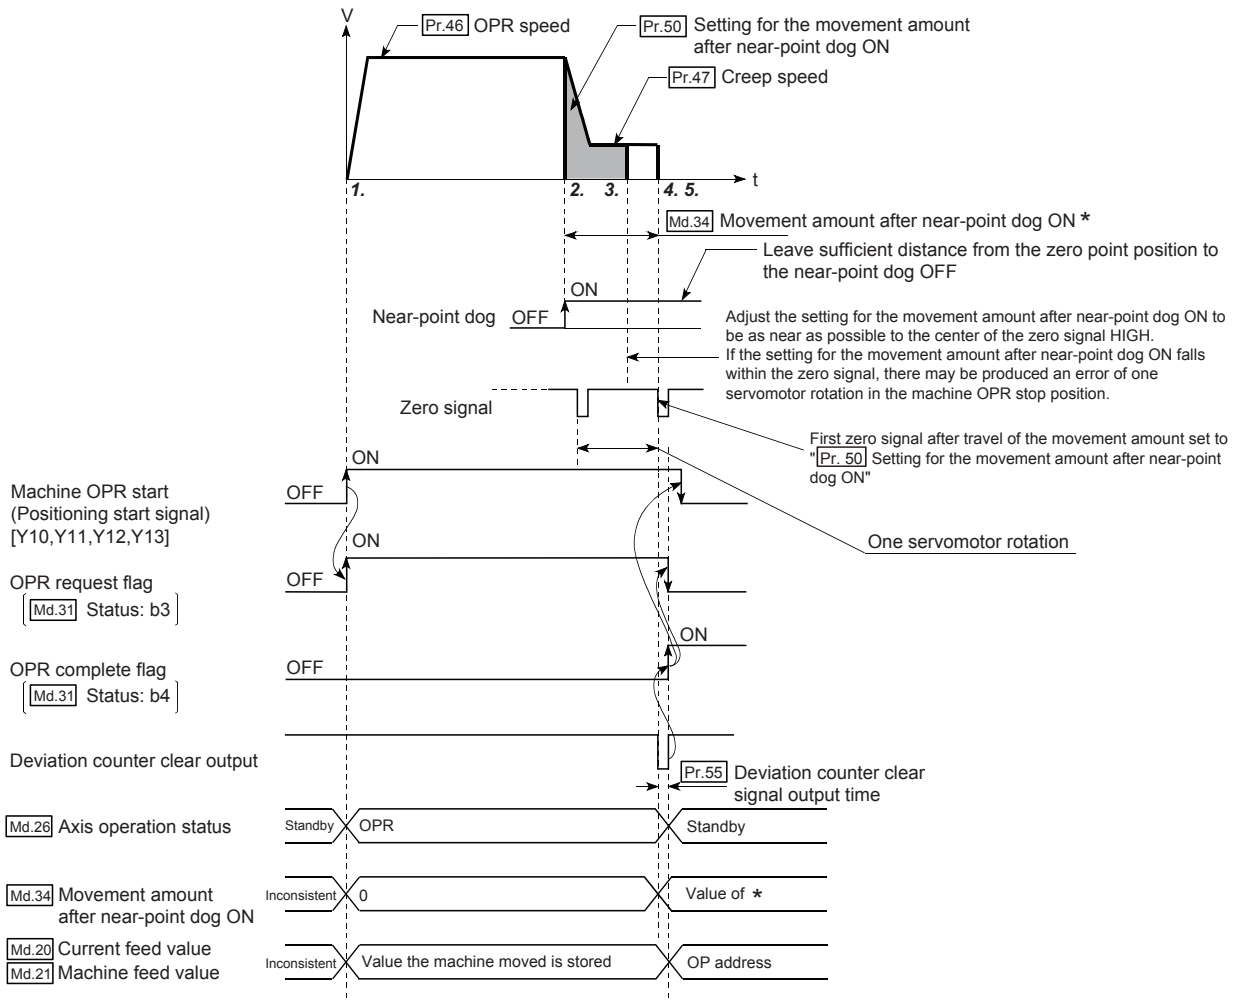 V
Pr.46 OPR speed
Pr.50 Setting for the movement amount
after near-point dog ON
Pr.47 Creep speed
t
1. 2. 3. 4. 5.
Md.34 Movement amount after near-point dog ON *
Leave sufficient distance from the zero point position to
the near-point dog OFF
ON
Near-point dog OFF
Adjust the setting for the movement amount after near-point dog ON to
be as near as possible to the center of the zero signal HIGH.
If the setting for the movement amount after near-point dog ON falls
within the zero signal, there may be produced an error of one
servomotor rotation in the machine OPR stop position.
Zero signal
First zero signal after travel of the movement amount set to
"Pr. 50 Setting for the movement amount after near-point
dog ON"
ON
OFF
Machine OPR start
(Positioning start signal)
[Y10,Y11,Y12,Y13]
One servomotor rotation
ON
OFF
OPR request flag
[Md.31 Status: b3]
ON
OFF
OPR complete flag
[Md.31 Status: b4]
Deviation counter clear output
Pr.55 Deviation counter clear
signal output time
Md.26 Axis operation status Standby OPR Standby
Md.34 Movement amount
after near-point dog ON
Inconsistent 0 Value of *
Md.20 Current feed value
Md.21 Machine feed value
Inconsistent Value the machine moved is stored OP address